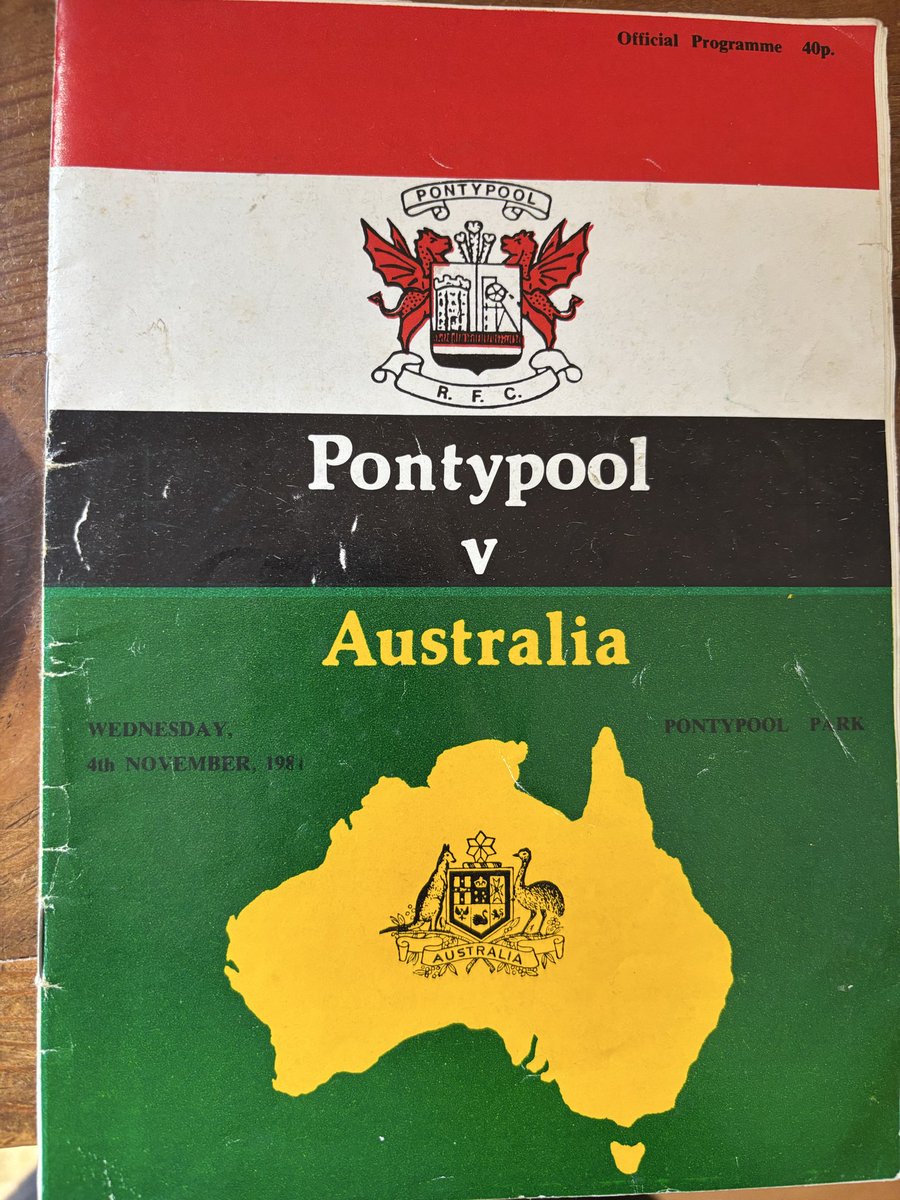 Official Programme 40p.
PONTYPOOL
R. F. C.
Pontypool
v
Australia
WEDNESDAY,
4th NOVEMBER, 1981
PONTYPOOL PARK
AUSTRALIA